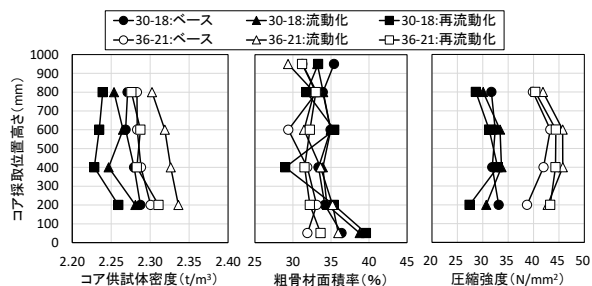 30-18:ベース 30-18:流動化 30-18:再流動化
36-21:ベース 36-21:流動化 36-21:再流動化
コア採取位置高さ(mm)
1000
900
800
700
600
500
400
300
200
100
0
2.20 2.25 2.30 2.35 2.40
コア供試体密度(t/m³)
25 30 35 40 45
粗骨材面積率(%)
25 30 35 40 45 50
圧縮強度(N/mm²)